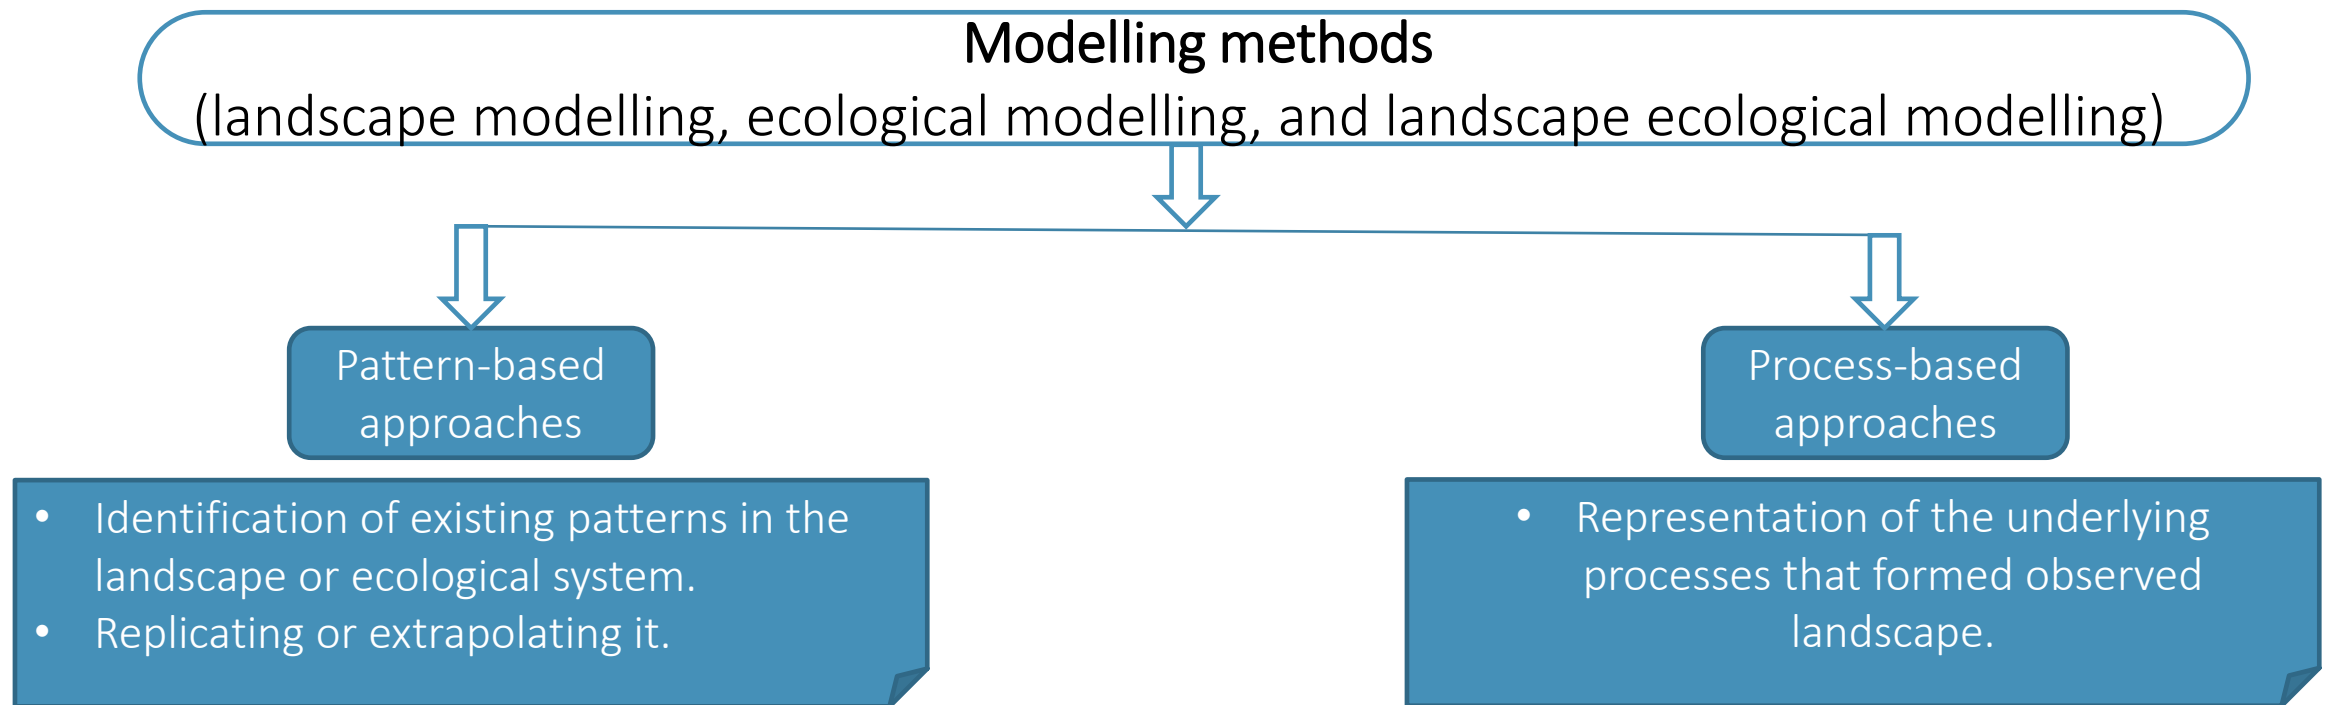 Modelling methods
(landscape modelling, ecological modelling, and landscape ecological modelling)
Pattern-based
approaches
• Identification of existing patterns in the
landscape or ecological system.
• Replicating or extrapolating it.
Process-based
approaches
• Representation of the underlying
processes that formed observed
landscape.